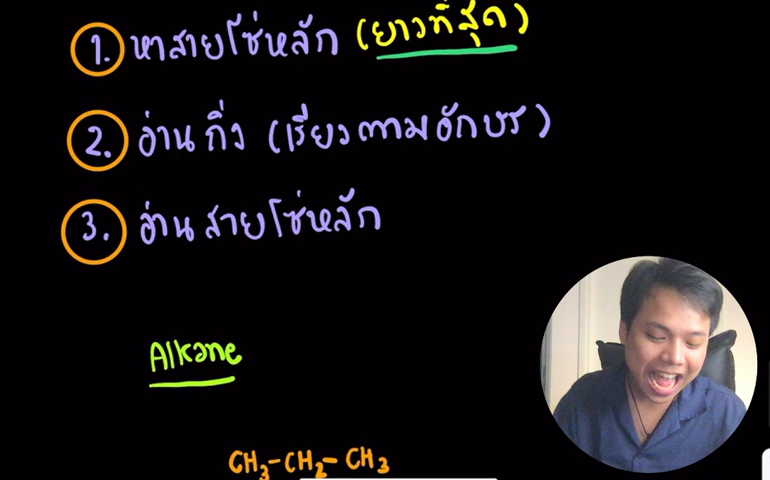 1. หาสายโซ่หลัก (ยาวที่สุด)
2. อ่านกิ่ง (เรียงตามอักษร)
3. อ่านสายโซ่หลัก
Alkane
CH₃-CH₂-CH₃